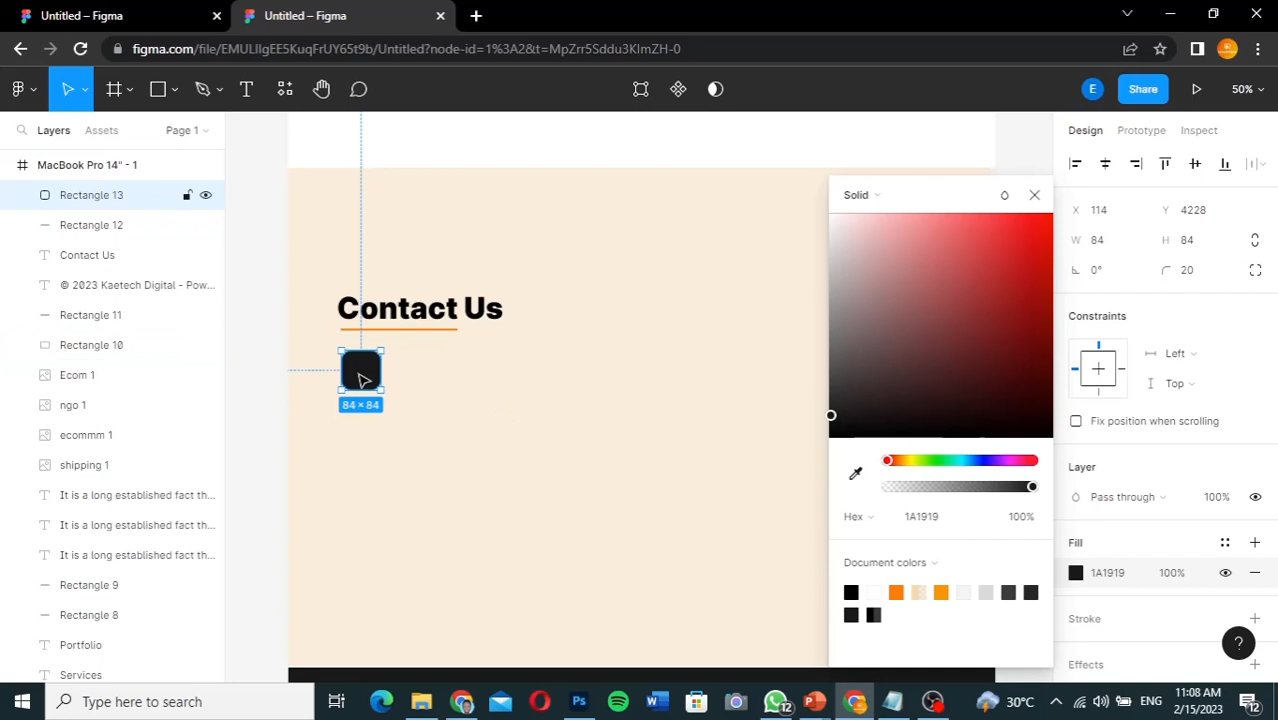 Untitled – Figma
Untitled – Figma
figma.com/file/EMULIlgEE5KuqFrUY65t9b/Untitled?node-id=1%3A2&t=MpZrr5Sddu3KlmZH-0
E
Share
50%
Layers
Assets
Page 1
MacBook Pro 14" - 1
Rectangle 13
Rectangle 12
Contact Us
© 2023 Kaetech Digital - Pow...
Rectangle 11
Rectangle 10
Ecom 1
ngo 1
ecommm 1
shipping 1
It is a long established fact th...
It is a long established fact th...
It is a long established fact th...
Rectangle 9
Rectangle 8
Portfolio
Services
Contact Us
84 × 84
Solid
Hex
1A1919
100%
Document colors
Design
Prototype
Inspect
X 114
Y 4228
W 84
H 84
0°
20
Constraints
Left
Top
Fix position when scrolling
Layer
Pass through
100%
Fill
1A1919
100%
Stroke
Effects
?
Type here to search
Ps
12
30°C
ENG
11:08 AM
2/15/2023
12